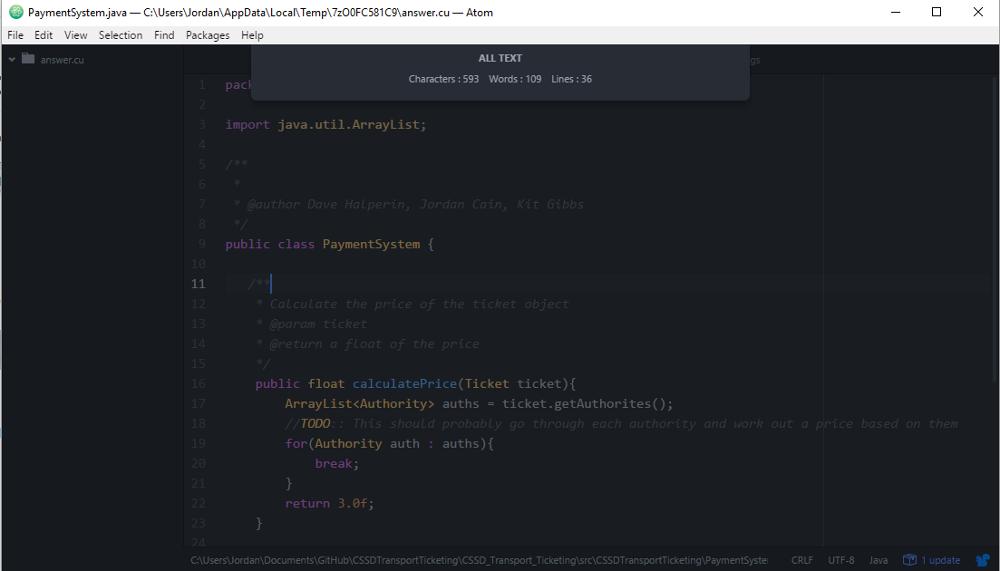 PaymentSystem.java — C:\Users\Jordan\AppData\Local\Temp\7zO0FC581C9\answer.cu — Atom
File Edit View Selection Find Packages Help
answer.cu
ALL TEXT
Characters : 593 Words : 109 Lines : 36
1
2
3 import java.util.ArrayList;
4
5 /**
6 *
7 * @author Dave Halperin, Jordan Cain, Kit Gibbs
8 */
9 public class PaymentSystem {
10
11 /**
12 * Calculate the price of the ticket object
13 * @param ticket
14 * @return a float of the price
15 */
16 public float calculatePrice(Ticket ticket){
17 ArrayList<Authority> auths = ticket.getAuthorites();
18 //TODO:: This should probably go through each authority and work out a price based on them
19 for(Authority auth : auths){
20 break;
21 }
22 return 3.0f;
23 }
24
C:\Users\Jordan\Documents\GitHub\CSSDTransportTicketing\CSSD_Transport_Ticketing\src\CSSDTransportTicketing\PaymentSyste CRLF UTF-8 Java 1 update